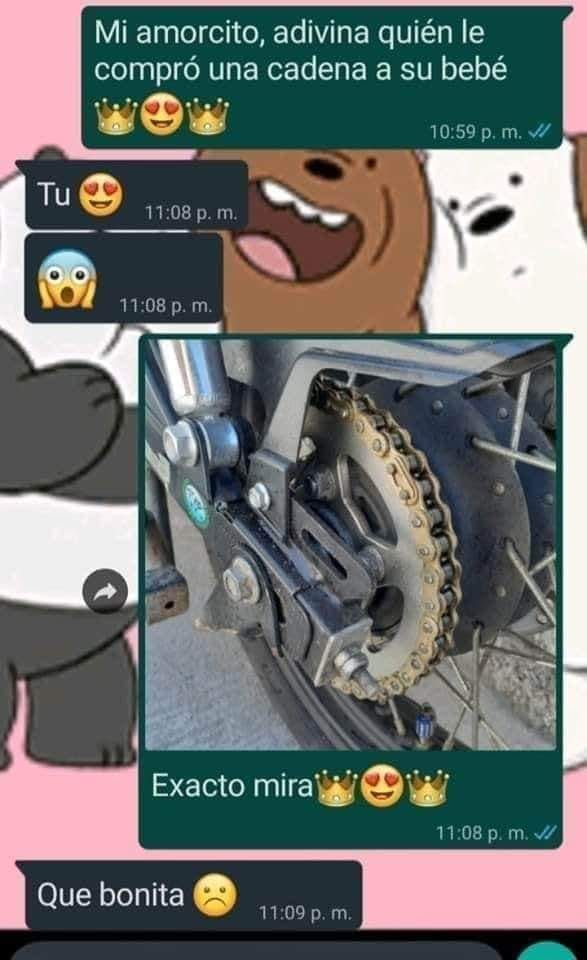 Mi amorcito, adivina quién le
compró una cadena a su bebé
👑😍👑
10:59 p. m.
Tu 😍
11:08 p. m.
😱
11:08 p. m.
Exacto mira👑😍👑
11:08 p. m.
Que bonita ☹️
11:09 p. m.